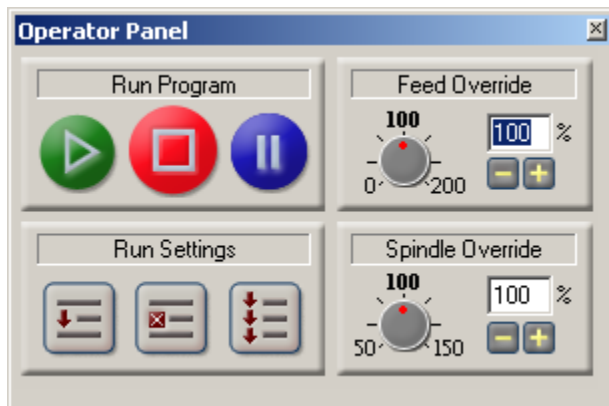 Operator Panel
Run Program
Feed Override
100
100 %
0 200
Run Settings
Spindle Override
100
100 %
50 150